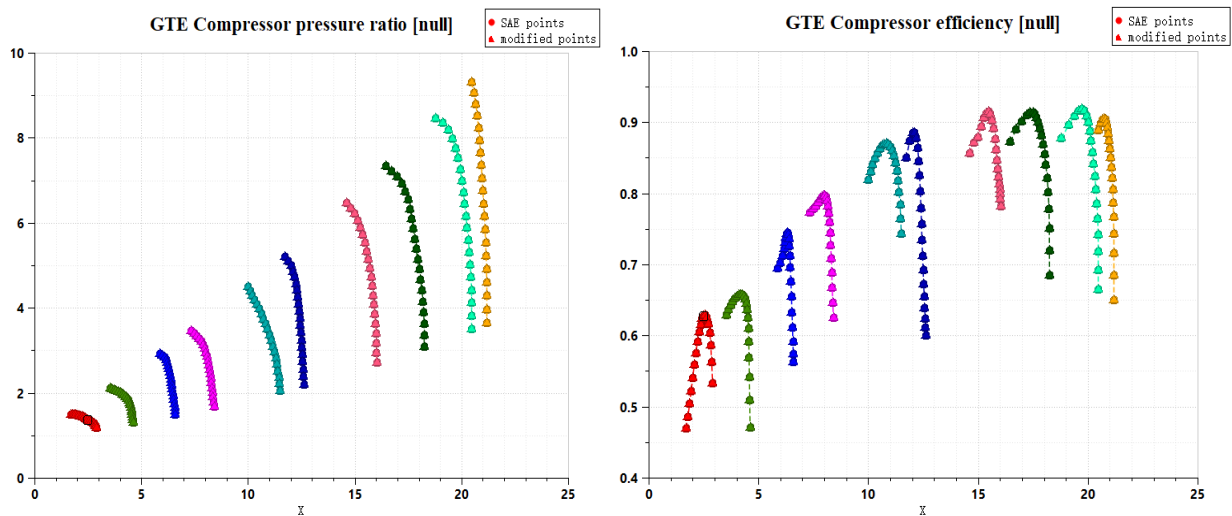 GTE Compressor pressure ratio [null]
SAE points
modified points
10
8
6
4
2
0
0 5 10 15 20 25
X
GTE Compressor efficiency [null]
SAE points
modified points
1.0
0.9
0.8
0.7
0.6
0.5
0.4
0 5 10 15 20 25
X